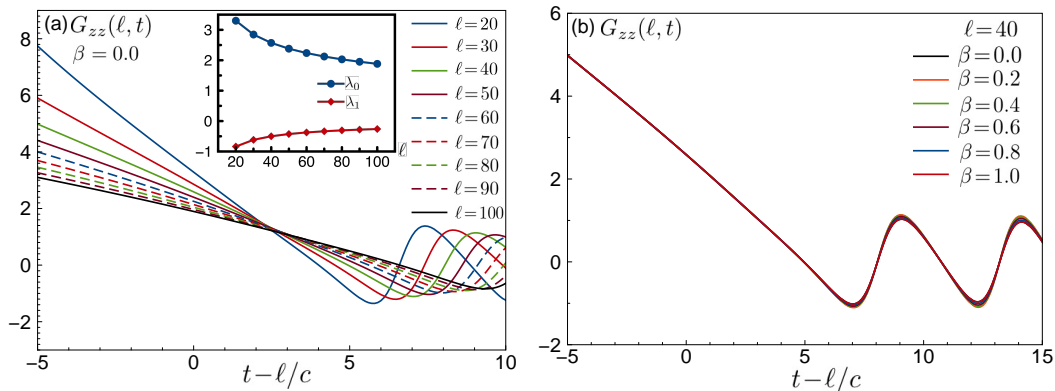 (a) G_zz(ℓ,t)
β = 0.0
8
6
4
2
0
−2
−5
0
5
10
t−ℓ/c
3
2
1
0
−1
20
40
60
80
100
ℓ
λ̅₀
λ̅₁
ℓ=20
ℓ=30
ℓ=40
ℓ=50
ℓ=60
ℓ=70
ℓ=80
ℓ=90
ℓ=100
(b) G_zz(ℓ,t)
6
4
2
0
−2
−5
0
5
10
15
t−ℓ/c
ℓ=40
β=0.0
β=0.2
β=0.4
β=0.6
β=0.8
β=1.0